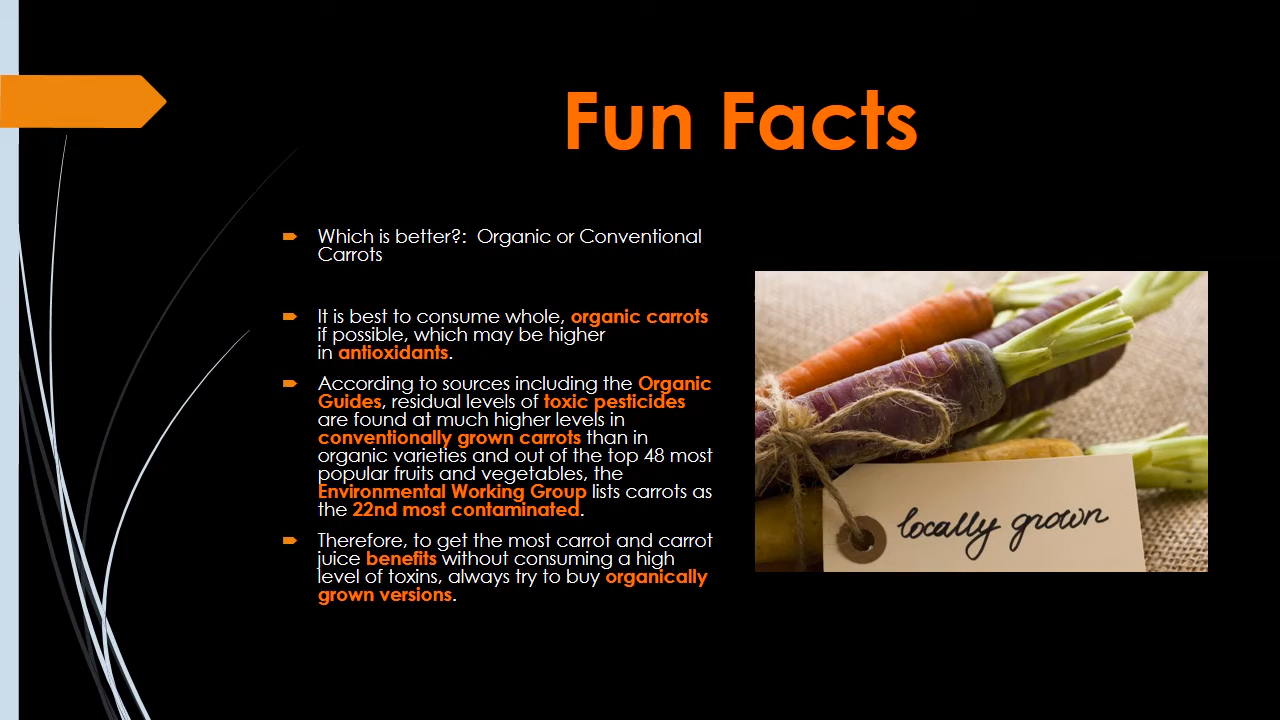 Fun Facts
Which is better?:  Organic or Conventional
Carrots
It is best to consume whole, organic carrots
if possible, which may be higher
in antioxidants.
According to sources including the Organic
Guides, residual levels of toxic pesticides
are found at much higher levels in
conventionally grown carrots than in
organic varieties and out of the top 48 most
popular fruits and vegetables, the
Environmental Working Group lists carrots as
the 22nd most contaminated.
Therefore, to get the most carrot and carrot
juice benefits without consuming a high
level of toxins, always try to buy organically
grown versions.
locally grown